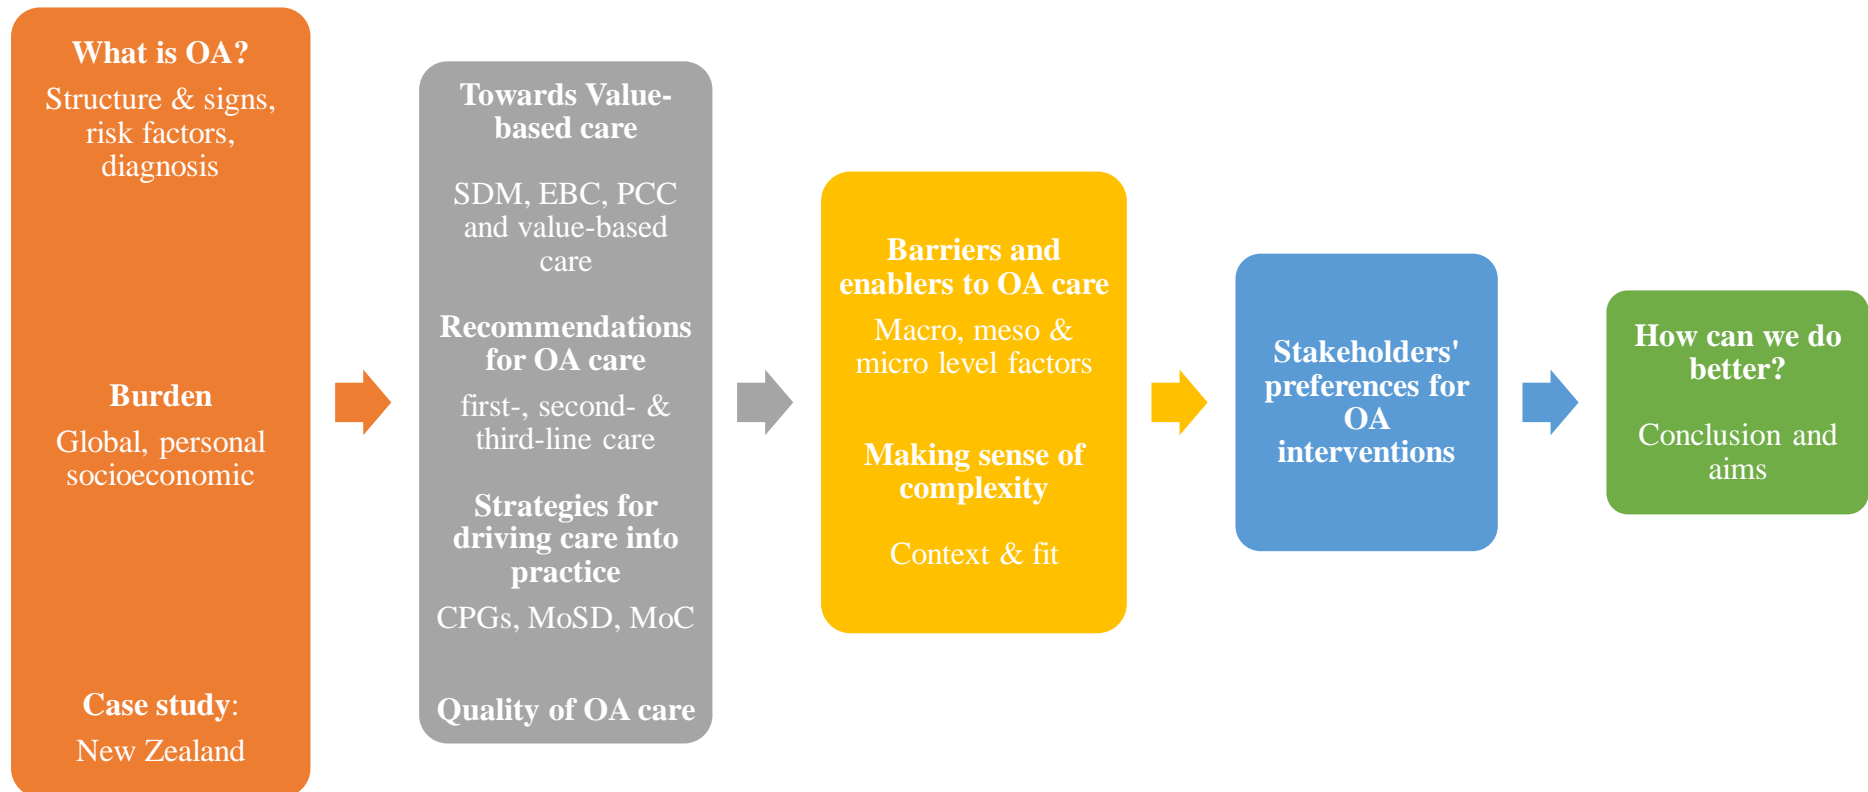 What is OA?
Structure & signs,
risk factors,
diagnosis
Burden
Global, personal
socioeconomic
Case study:
New Zealand
Towards Value-
based care
SDM, EBC, PCC
and value-based
care
Recommendations
for OA care
first-, second- &
third-line care
Strategies for
driving care into
practice
CPGs, MoSD, MoC
Quality of OA care
Barriers and
enablers to OA care
Macro, meso &
micro level factors
Making sense of
complexity
Context & fit
Stakeholders'
preferences for
OA
interventions
How can we do
better?
Conclusion and
aims